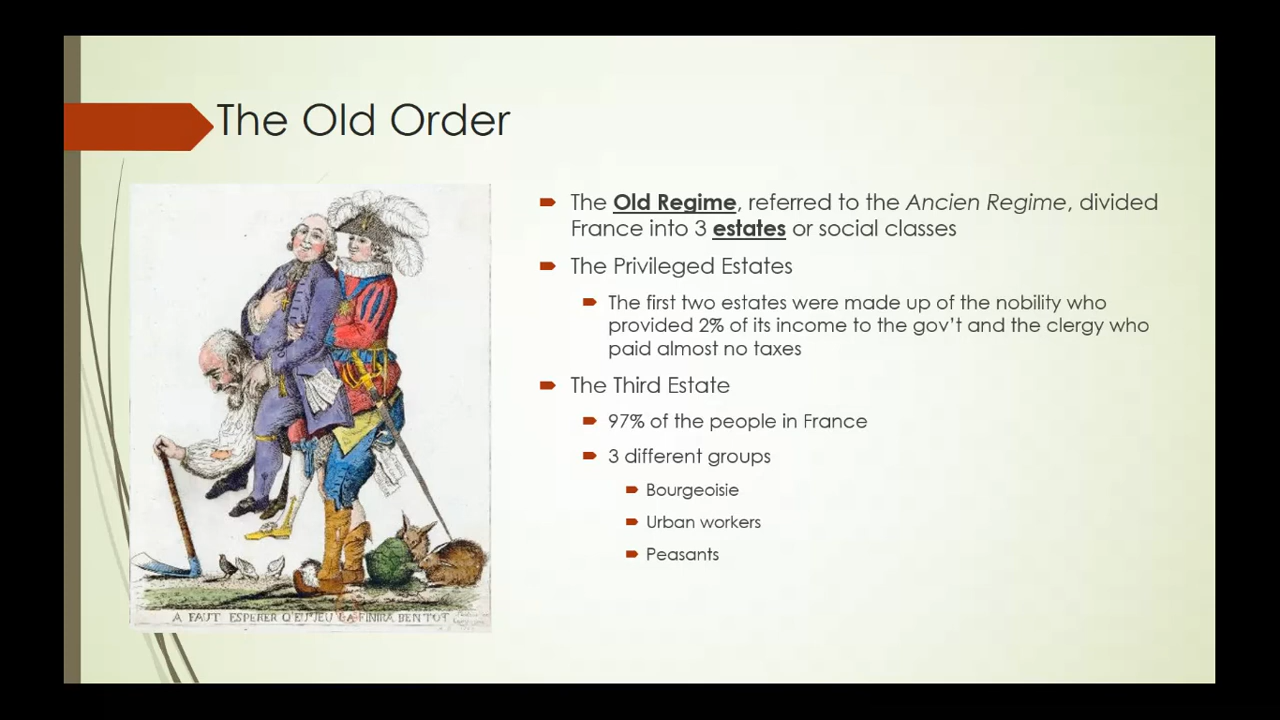 The Old Order
The Old Regime, referred to the Ancien Regime, divided
France into 3 estates or social classes
The Privileged Estates
The first two estates were made up of the nobility who
provided 2% of its income to the gov't and the clergy who
paid almost no taxes
The Third Estate
97% of the people in France
3 different groups
Bourgeoisie
Urban workers
Peasants
A FAUT ESPERER Q'EU JEU LA FINIRA BEN TOT